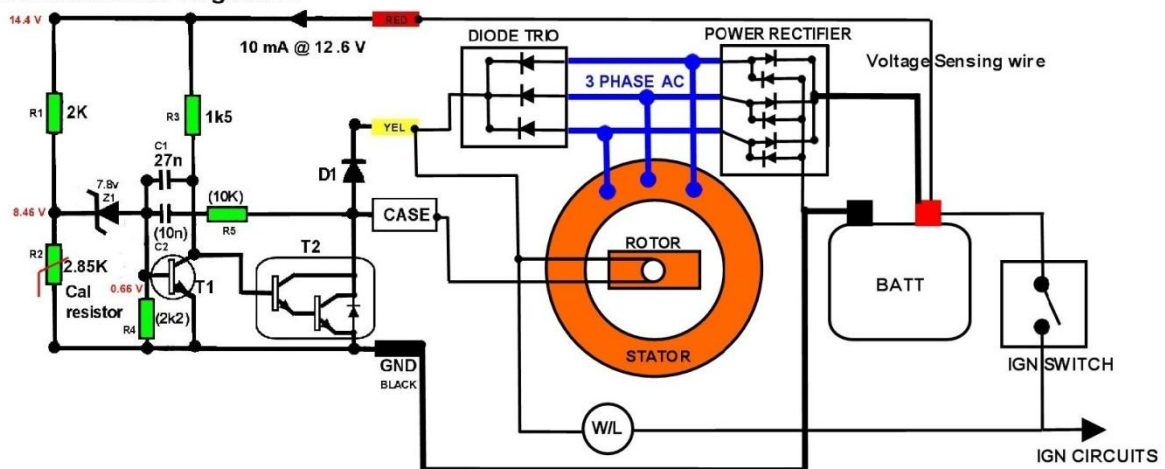 14.4 V
RED
10 mA @ 12.6 V
DIODE TRIO
POWER RECTIFIER
Voltage Sensing wire
3 PHASE AC
R1
2K
R3
1k5
C1
27n
YEL
D1
7.8v
Z1
(10K)
R5
CASE
8.46 V
(10n)
C2
R2
2.85K
Cal
resistor
0.66 V
T1
T2
R4
(2k2)
ROTOR
STATOR
BATT
IGN SWITCH
GND
BLACK
W/L
IGN CIRCUITS